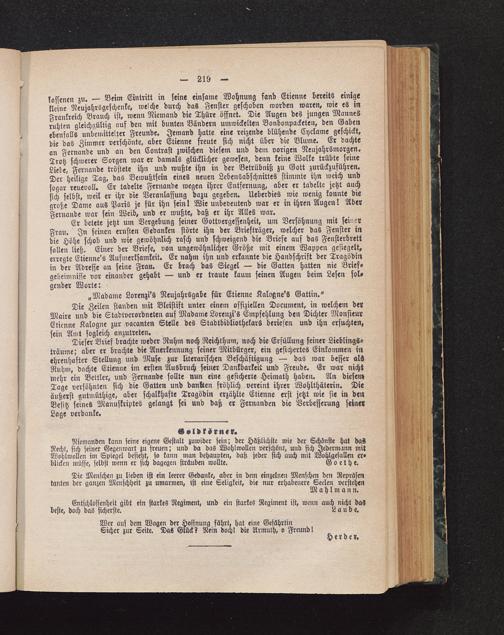 — 219 —
lassenen zu. — Beim Eintritt in seine einsame Wohnung fand Etienne bereits einige
kleine Neujahrsgeschenke, welche durch das Fenster geschoben worden waren, wie es in
Frankreich Brauch ist, wenn Niemand die Thüre öffnet. Die Augen des jungen Mannes
ruhten gleichgültig auf den mit bunten Bändern umwickelten Bonbonpaketen, den Gaben
ebenfalls unbemittelter Freunde. Jemand hatte eine reizende blühende Cyclame geschickt,
die das Zimmer verschönte, aber Etienne freute sich nicht über die Blume. Er dachte
an Fernande und an den Contrast zwischen diesem und dem vorigen Neujahrsmorgen.
Trotz schwerer Sorgen war er damals glücklicher gewesen, denn keine Wolke trübte seine
Liebe, Fernande tröstete ihn und wußte ihn in der Betrübniß zu Gott zurückzuführen.
Der heilige Tag, das Bewußtsein eines neuen Lebensabschnittes stimmte ihn weich und
sogar reuevoll. Er tadelte Fernande wegen ihrer Entfernung, aber er tadelte jetzt auch
sich selbst, weil er ihr die Veranlassung dazu gegeben. Ueberdies wie wenig kannte die
große Dame aus Paris je für ihn sein! Wie unbedeutend war er in ihren Augen! Aber
Fernande war sein Weib, und er wußte, daß er ihr Alles war.
Er betete jetzt um Vergebung seiner Gottvergessenheit, um Versöhnung mit seiner
Frau. In seinen ernsten Gedanken störte ihn der Briefträger, welcher das Fenster in
die Höhe schob und wie gewöhnlich rasch und schweigend die Briefe auf das Fensterbrett
fallen ließ. Einer der Briefe, von ungewöhnlicher Größe mit einem Wappen gesiegelt,
erregte Etienne's Aufmerksamkeit. Er nahm ihn und erkannte die Handschrift der Tragödin
in der Adresse an seine Frau. Er brach das Siegel — die Gatten hatten nie Brief-
geheimnisse vor einander gehabt — und er traute kaum seinen Augen beim Lesen fol-
gender Worte:
„Madame Lorenzi's Neujahrsgabe für Etienne Kalogne's Gattin."
Die Zeilen standen mit Bleistift unter einem offiziellen Document, in welchem der
Maire und die Stadtverordneten auf Madame Lorenzi's Empfehlung den Dichter Monsieur
Etienne Kalogne zur vacanten Stelle des Stadtbibliothekars beriefen und ihn ersuchten,
sein Amt sogleich anzutreten.
Dieser Brief brachte weder Ruhm noch Reichthum, noch die Erfüllung seiner Lieblings-
träume; aber er brachte die Anerkennung seiner Mitbürger, ein gesichertes Einkommen in
ehrenhafter Stellung und Muße zur literarischen Beschäftigung — das war besser als
Ruhm, dachte Etienne im ersten Ausbruch seiner Dankbarkeit und Freude. Er war nicht
mehr ein Bettler, und Fernande sollte nun eine gesicherte Heimath haben. An diesem
Tage versöhnten sich die Gatten und dankten fröhlich vereint ihrer Wohlthäterin. Die
äußerst gutmüthige, aber schalkhafte Tragödin erzählte Etienne erst jetzt wie sie in den
Besitz seines Manuskriptes gelangt sei und daß er Fernanden die Verbesserung seiner
Lage verdanke.
Goldkörner.
Niemanden kann seine eigene Gestalt zuwider sein; der Häßlichste wie der Schönste hat das
Recht, sich seiner Gegenwart zu freuen; und da das Wohlwollen verschönt, und sich Jedermann mit
Wohlwollen im Spiegel besieht, so kann man behaupten, daß jeder sich auch mit Wohlgefallen er-
blicken müsse, selbst wenn er sich dagegen sträuben wollte. Goethe.
Die Menschen zu lieben ist ein leerer Gedanke, aber in dem einzelnen Menschen den Repräsen
tanten der ganzen Menschheit zu umarmen, ist eine Seligkeit, die nur erhabenere Seelen verstehen
Mahlmann.
Entschlossenheit gibt ein starkes Regiment, und ein starkes Regiment ist, wenn auch nicht das
beste, doch das sicherste. Laube.
Wer auf dem Wagen der Hoffnung fährt, hat eine Gefährtin
Sicher zur Seite. Das Glück? Nein doch! die Armuth, o Freund!
Herder.